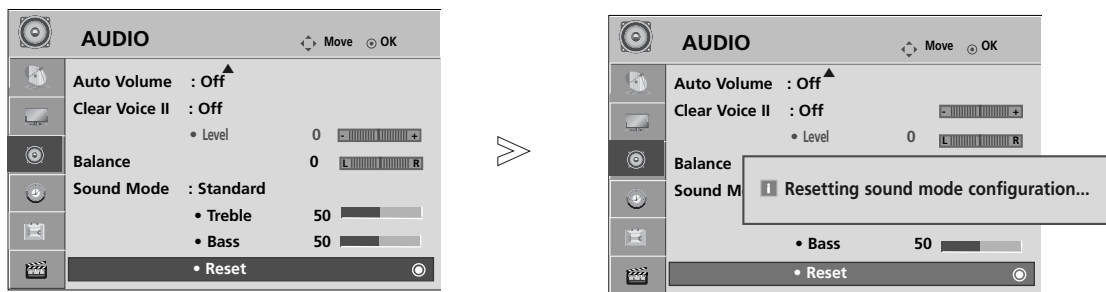 AUDIO Move OK
Auto Volume : Off
Clear Voice II : Off
• Level 0 - +
Balance 0 L R
Sound Mode : Standard
• Treble 50
• Bass 50
• Reset
AUDIO Move OK
Auto Volume : Off
Clear Voice II : Off - +
• Level 0 L R
Balance
Sound M
Resetting sound mode configuration...
• Bass 50
• Reset